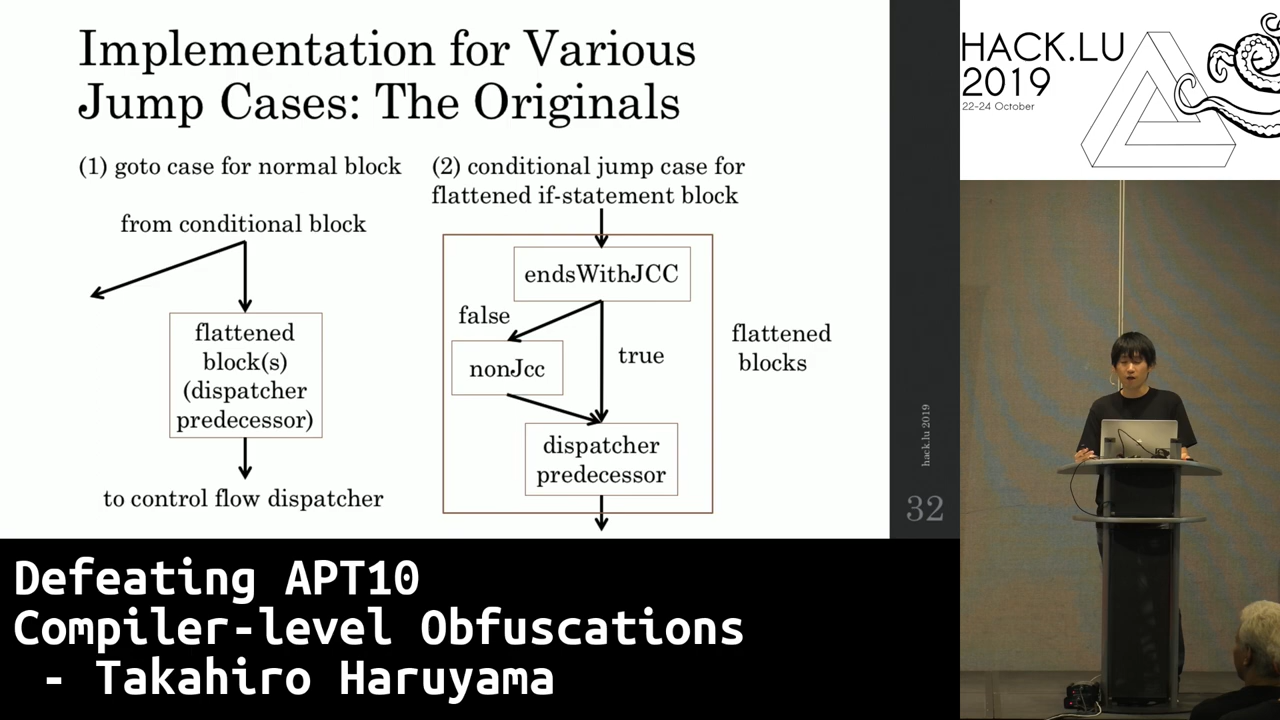 Implementation for Various
Jump Cases: The Originals
(1) goto case for normal block
from conditional block
flattened
block(s)
(dispatcher
predecessor)
to control flow dispatcher
(2) conditional jump case for
flattened if-statement block
endsWithJCC
false
true
nonJcc
dispatcher
predecessor
flattened
blocks
hack.lu 2019
32
HACK.LU
2019
22-24 October
Defeating APT10
Compiler-level Obfuscations
- Takahiro Haruyama